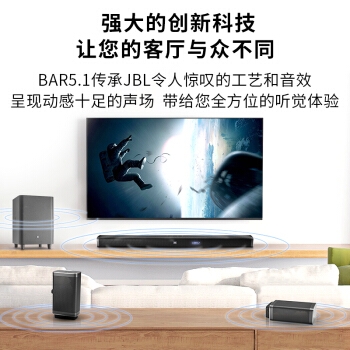 强大的创新科技
让您的客厅与众不同
BAR5.1传承JBL令人惊叹的工艺和音效
呈现动感十足的声场 带给您全方位的听觉体验